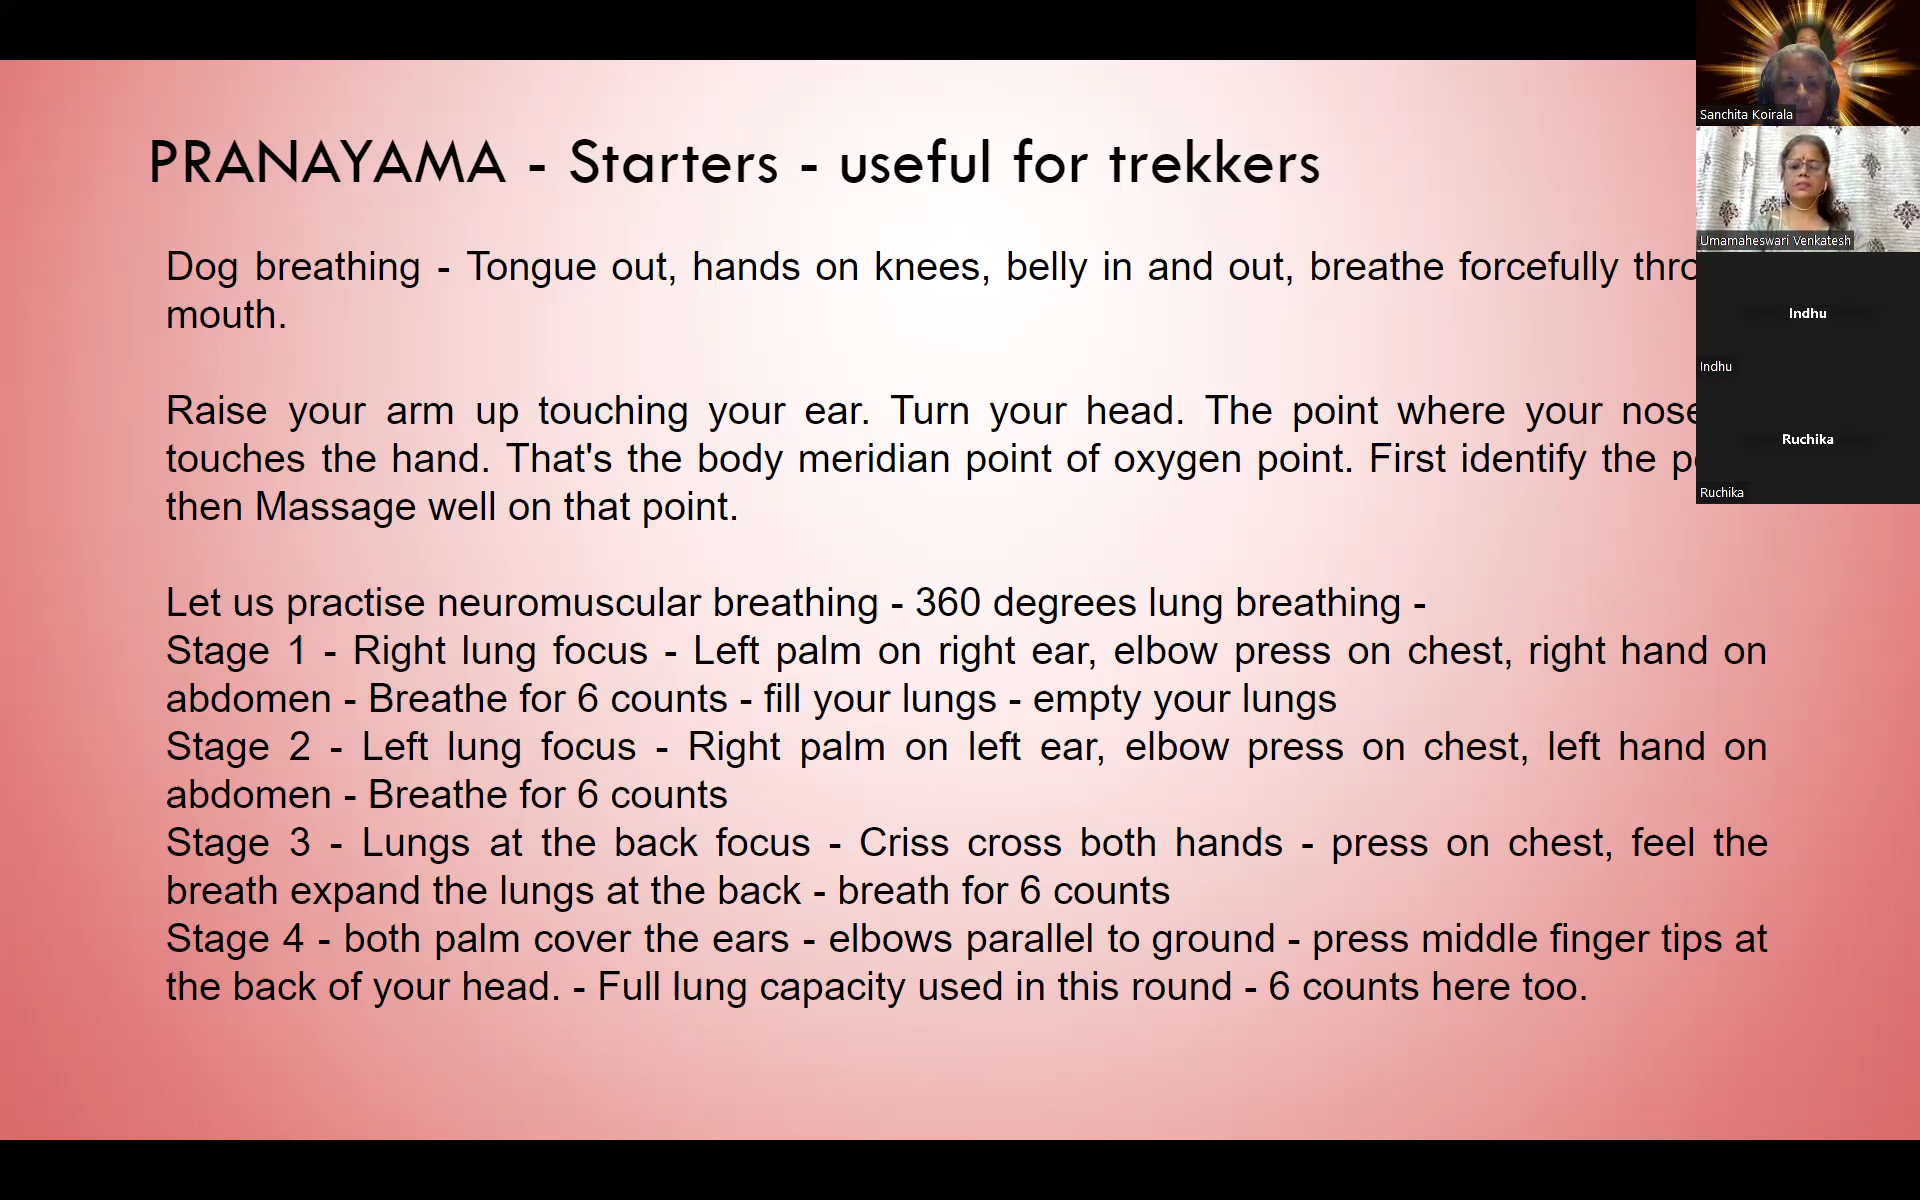 PRANAYAMA - Starters - useful for trekkers
Dog breathing - Tongue out, hands on knees, belly in and out, breathe forcefully
mouth.
Raise your arm up touching your ear. Turn your head. The point where your nose
touches the hand. That's the body meridian point of oxygen point. First identify the
then Massage well on that point.
Let us practise neuromuscular breathing - 360 degrees lung breathing -
Stage 1 - Right lung focus - Left palm on right ear, elbow press on chest, right hand on
abdomen - Breathe for 6 counts - fill your lungs - empty your lungs
Stage 2 - Left lung focus - Right palm on left ear, elbow press on chest, left hand on
abdomen - Breathe for 6 counts
Stage 3 - Lungs at the back focus - Criss cross both hands - press on chest, feel the
breath expand the lungs at the back - breath for 6 counts
Stage 4 - both palm cover the ears - elbows parallel to ground - press middle finger tips at
the back of your head. - Full lung capacity used in this round - 6 counts here too.
Sanchita Koirala
Umamaheswari Venkatesh
Indhu
Indhu
Ruchika
Ruchika